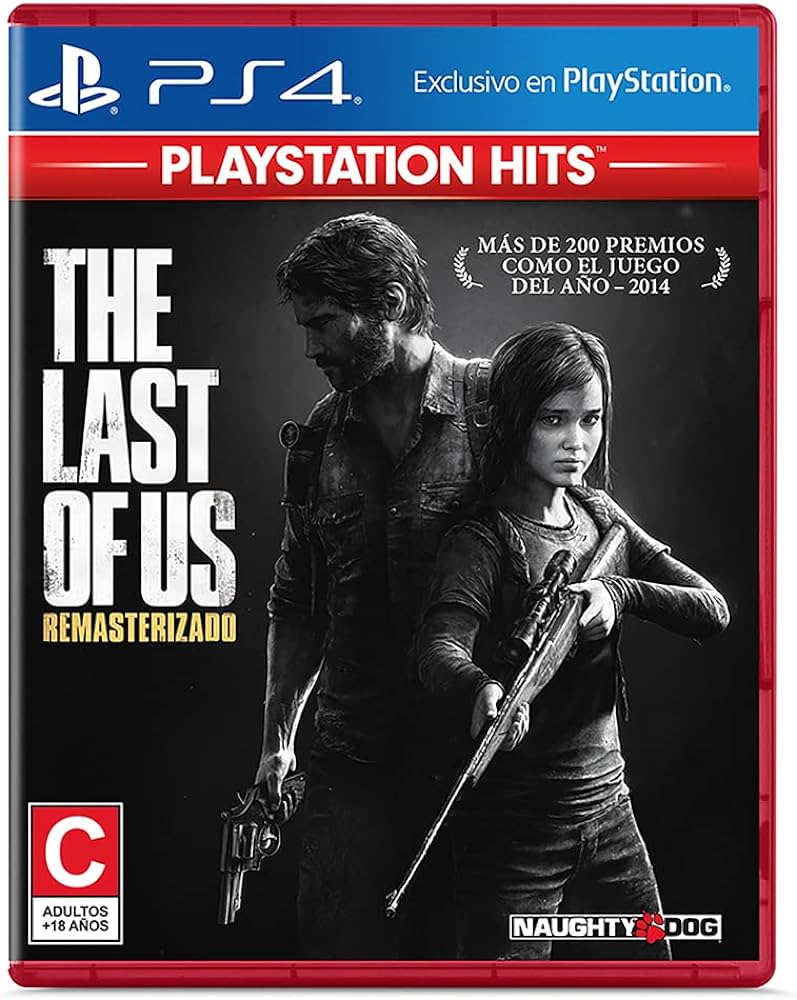 PS4
Exclusivo en PlayStation
PLAYSTATION HITS™
MÁS DE 200 PREMIOS
COMO EL JUEGO
DEL AÑO – 2014
THE
LAST
OF US
REMASTERIZADO
C
ADULTOS
+18 AÑOS
NAUGHTY DOG